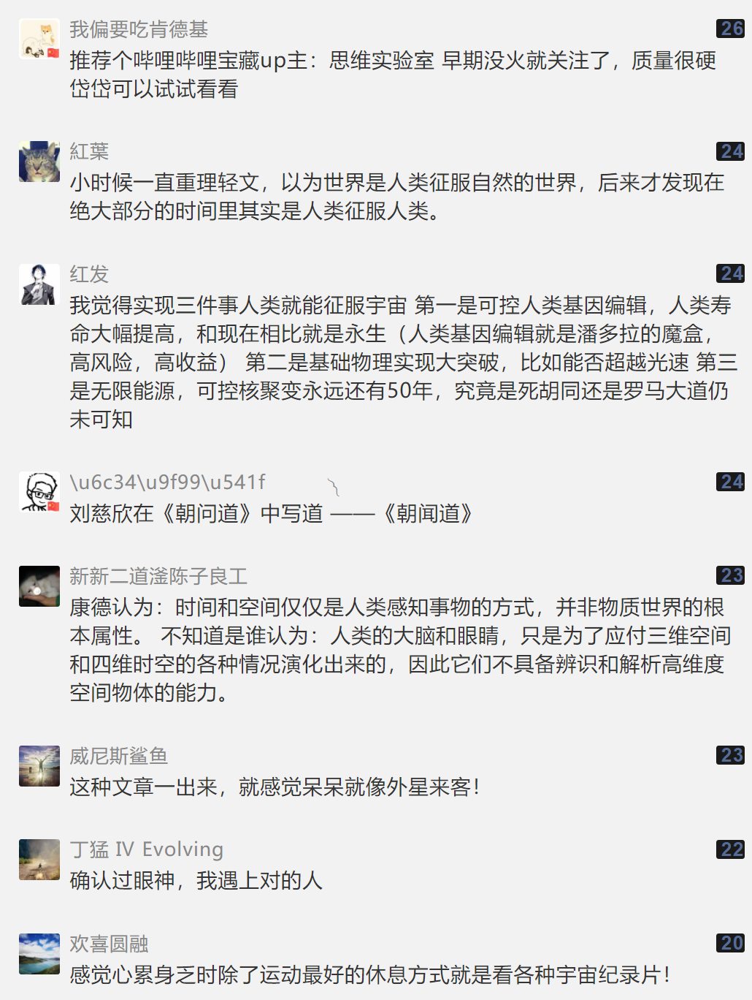 我偏要吃肯德基
26
推荐个哔哩哔哩宝藏up主：思维实验室 早期没火就关注了，质量很硬
岱岱可以试试看看
紅葉
24
小时候一直重理轻文，以为世界是人类征服自然的世界，后来才发现在
绝大部分的时间里其实是人类征服人类。
红发
24
我觉得实现三件事人类就能征服宇宙 第一是可控人类基因编辑，人类寿
命大幅提高，和现在相比就是永生（人类基因编辑就是潘多拉的魔盒，
高风险，高收益） 第二是基础物理实现大突破，比如能否超越光速 第三
是无限能源，可控核聚变永远还有50年，究竟是死胡同还是罗马大道仍
未可知
\u6c34\u9f99\u541f
24
刘慈欣在《朝问道》中写道 ——《朝闻道》
新新二道滏陈子良工
23
康德认为：时间和空间仅仅是人类感知事物的方式，并非物质世界的根
本属性。 不知道是谁认为：人类的大脑和眼睛，只是为了应付三维空间
和四维时空的各种情况演化出来的，因此它们不具备辨识和解析高维度
空间物体的能力。
威尼斯鲨鱼
23
这种文章一出来，就感觉呆呆就像外星来客！
丁猛 IV Evolving
22
确认过眼神，我遇上对的人
欢喜圆融
20
感觉心累身乏时除了运动最好的休息方式就是看各种宇宙纪录片！